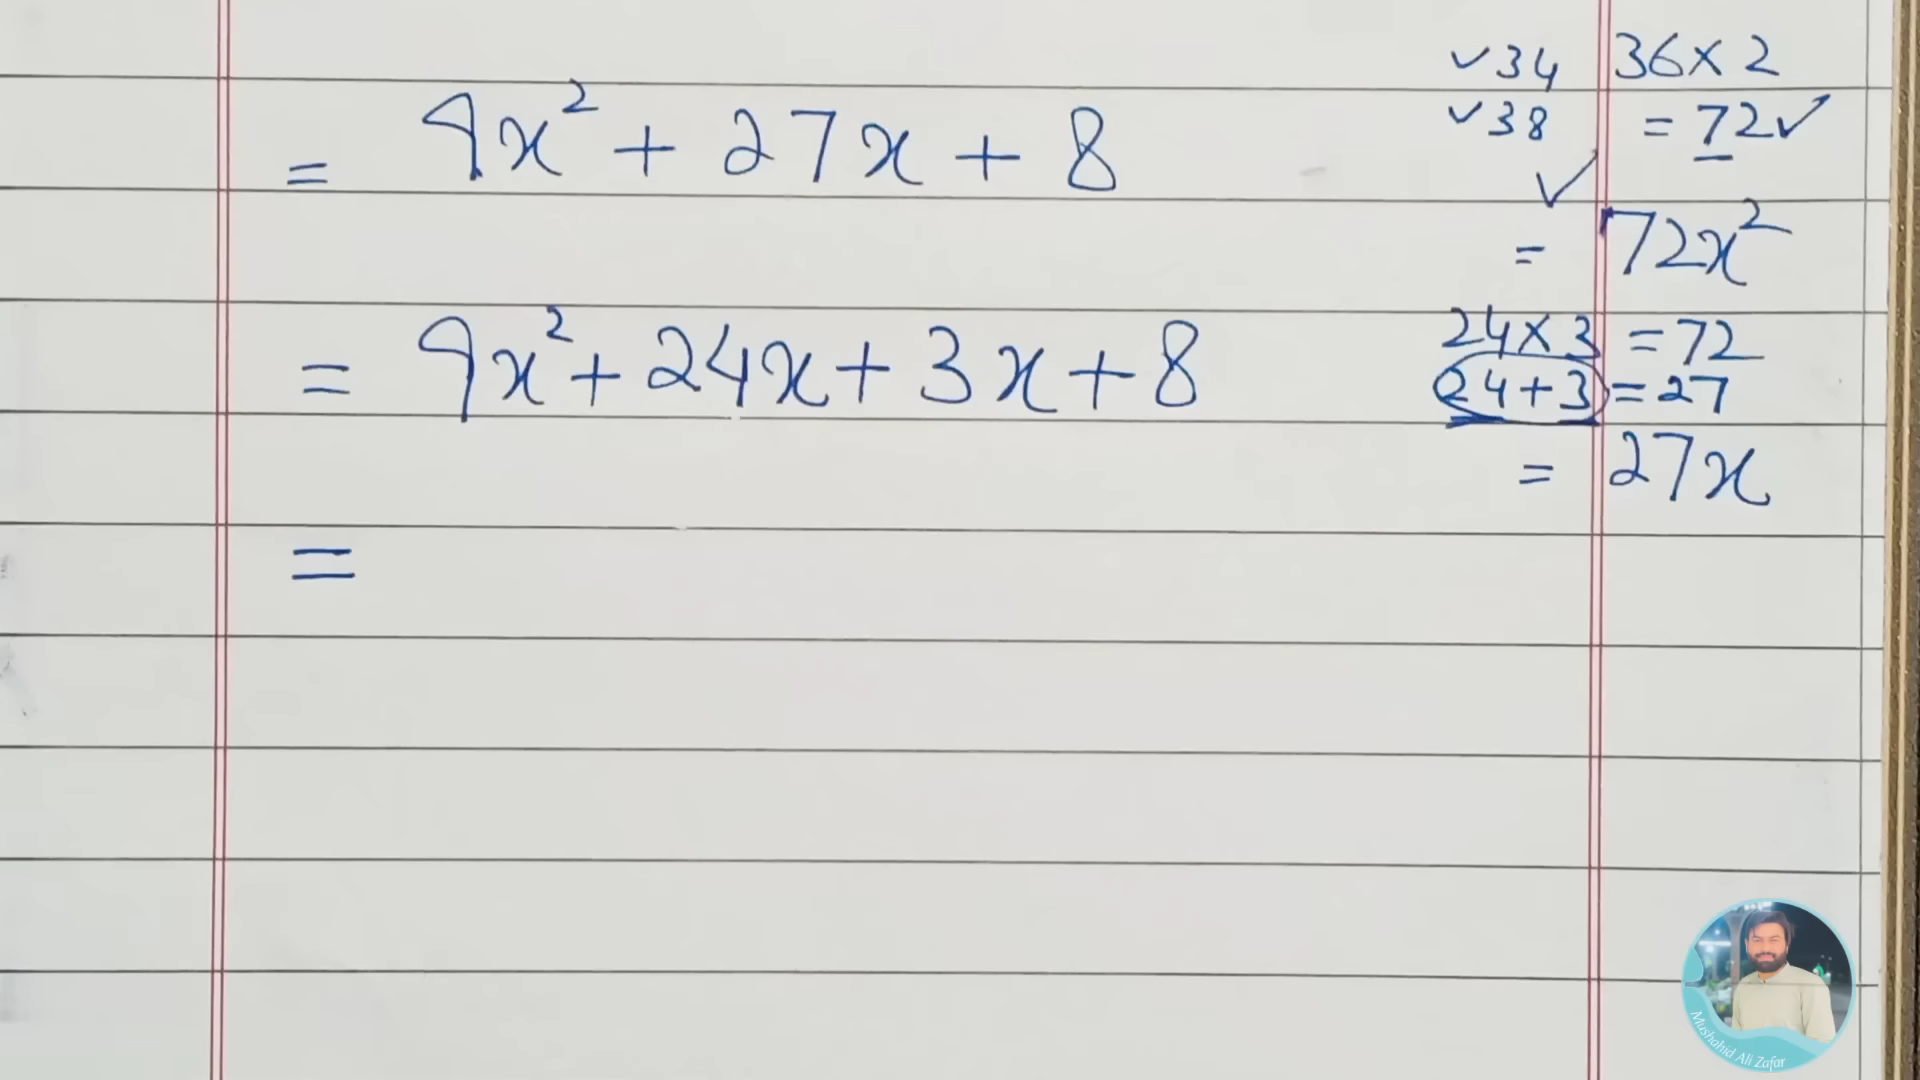 = 9x² + 27x + 8
= 9x² + 24x + 3x + 8
=
✓34 36 × 2
✓38 = 72✓
✓
= 72x²
24 × 3 = 72
24 + 3 = 27
= 27x
Mushahid Ali Zafar